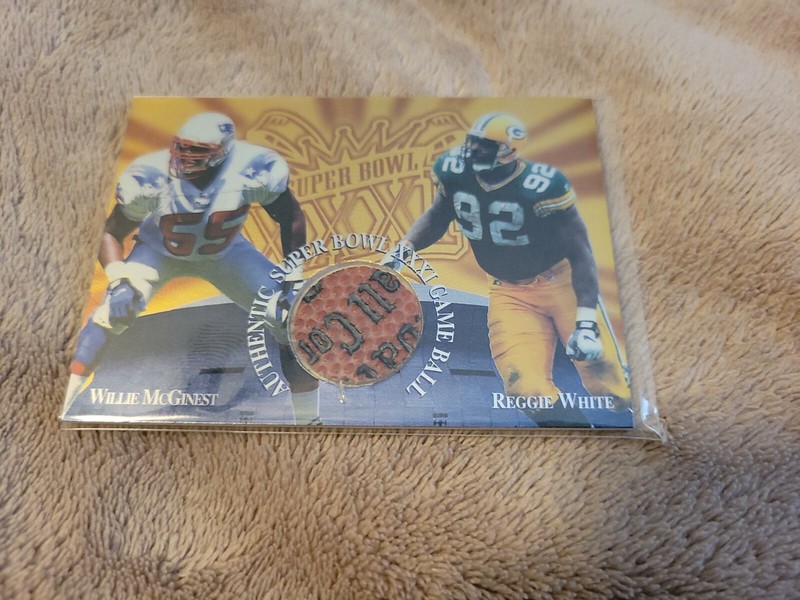 SUPER BOWL
XXXI
55
92
92
AUTHENTIC SUPER BOWL XXXI GAME BALL
WILLIE MCGINEST
REGGIE WHITE